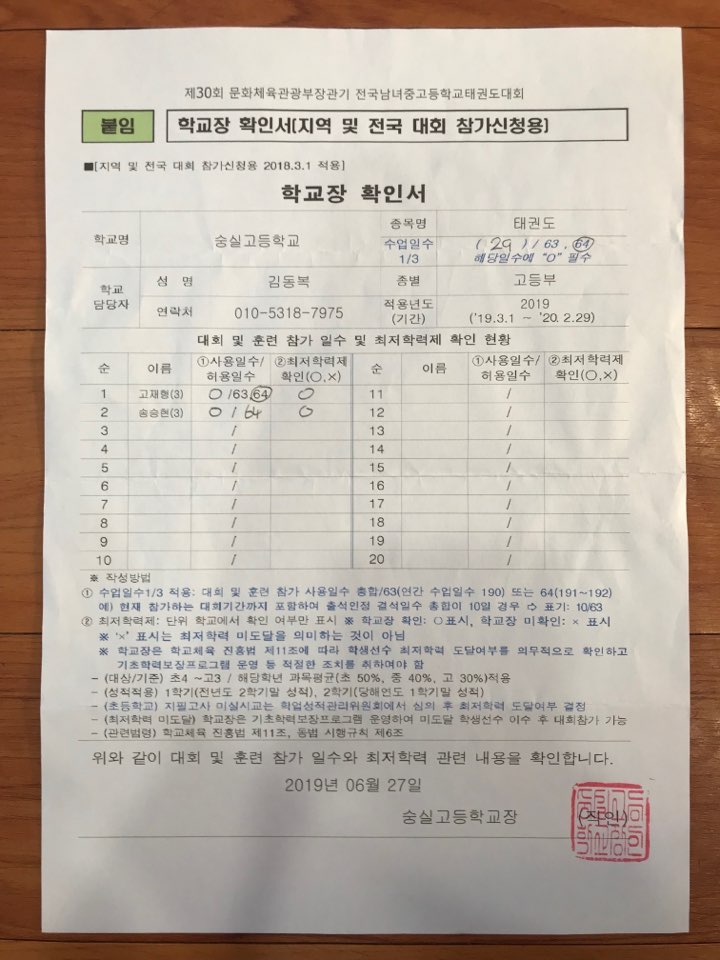 제30회 문화체육관광부장관기 전국남녀중고등학교태권도대회
붙임 학교장 확인서(지역 및 전국 대회 참가신청용)
■[지역 및 전국 대회 참가신청용 2018.3.1 적용]
학교장 확인서
학교명 숭실고등학교 종목명 태권도
수업일수 1/3 (29)/63, 64
해당일수에 "O" 필수
학교 담당자 성 명 김동복 종별 고등부
연락처 010-5318-7975 적용년도 (기간) 2019
('19.3.1 ~ '20.2.29)
대회 및 훈련 참가 일수 및 최저학력제 확인 현황
순 이름 ①사용일수/허용일수 ②최저학력제 확인(○,×) 순 이름 ①사용일수/허용일수 ②최저학력제 확인(○,×)
1 고재형(3) 0 /63,64 ○ 11 /
2 송승현(3) 0 / 64 ○ 12 /
3 / 13 /
4 / 14 /
5 / 15 /
6 / 16 /
7 / 17 /
8 / 18 /
9 / 19 /
10 / 20 /
※ 작성방법
① 수업일수1/3 적용: 대회 및 훈련 참가 사용일수 총합/63(연간 수업일수 190) 또는 64(191~192)
에) 현재 참가하는 대회기간까지 포함하여 출석인정 결석일수 총합이 10일 경우 ⇨ 표기: 10/63
② 최저학력제: 단위 학교에서 확인 여부만 표시 ※ 학교장 확인: ○표시, 학교장 미확인: × 표시
※ '×' 표시는 최저학력 미도달을 의미하는 것이 아님
※ 학교장은 학교체육 진흥법 제11조에 따라 학생선수 최저학력 도달여부를 의무적으로 확인하고
기초학력보장프로그램 운영 등 적정한 조치를 취하여야 함
- (대상/기준) 초4 ~고3 / 해당학년 과목평균(초 50%, 중 40%, 고 30%)적용
- (성적적용) 1학기(전년도 2학기말 성적), 2학기(당해연도 1학기말 성적)
- (초등학교) 지필고사 미실시교는 학업성적관리위원회에서 심의 후 최저학력 도달여부 결정
- (최저학력 미도달) 학교장은 기초학력보장프로그램 운영하여 미도달 학생선수 이수 후 대회참가 가능
- (관련법령) 학교체육 진흥법 제11조, 동법 시행규칙 제6조
위와 같이 대회 및 훈련 참가 일수와 최저학력 관련 내용을 확인합니다.
2019년 06월 27일
숭실고등학교장 (직인)